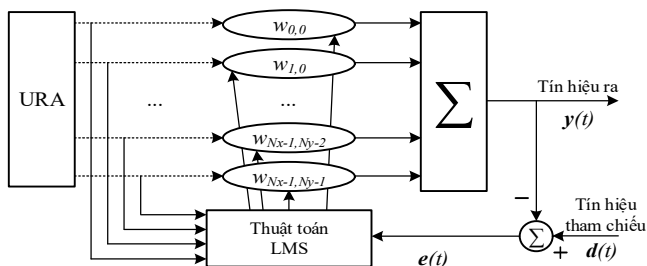 w0,0
w1,0
URA
...
...
wNx-1,Ny-2
wNx-1,Ny-1
Σ
Tín hiệu ra
y(t)
−
Tín hiệu
tham chiếu
Σ
+
d(t)
e(t)
Thuật toán
LMS